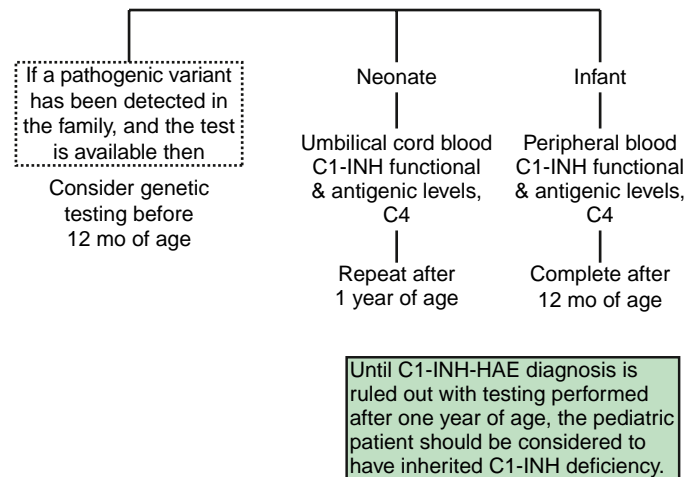 If a pathogenic variant
has been detected in
the family, and the test
is available then
Consider genetic
testing before
12 mo of age
Neonate
Umbilical cord blood
C1-INH functional
& antigenic levels,
C4
Repeat after
1 year of age
Infant
Peripheral blood
C1-INH functional
& antigenic levels,
C4
Complete after
12 mo of age
Until C1-INH-HAE diagnosis is
ruled out with testing performed
after one year of age, the pediatric
patient should be considered to
have inherited C1-INH deficiency.